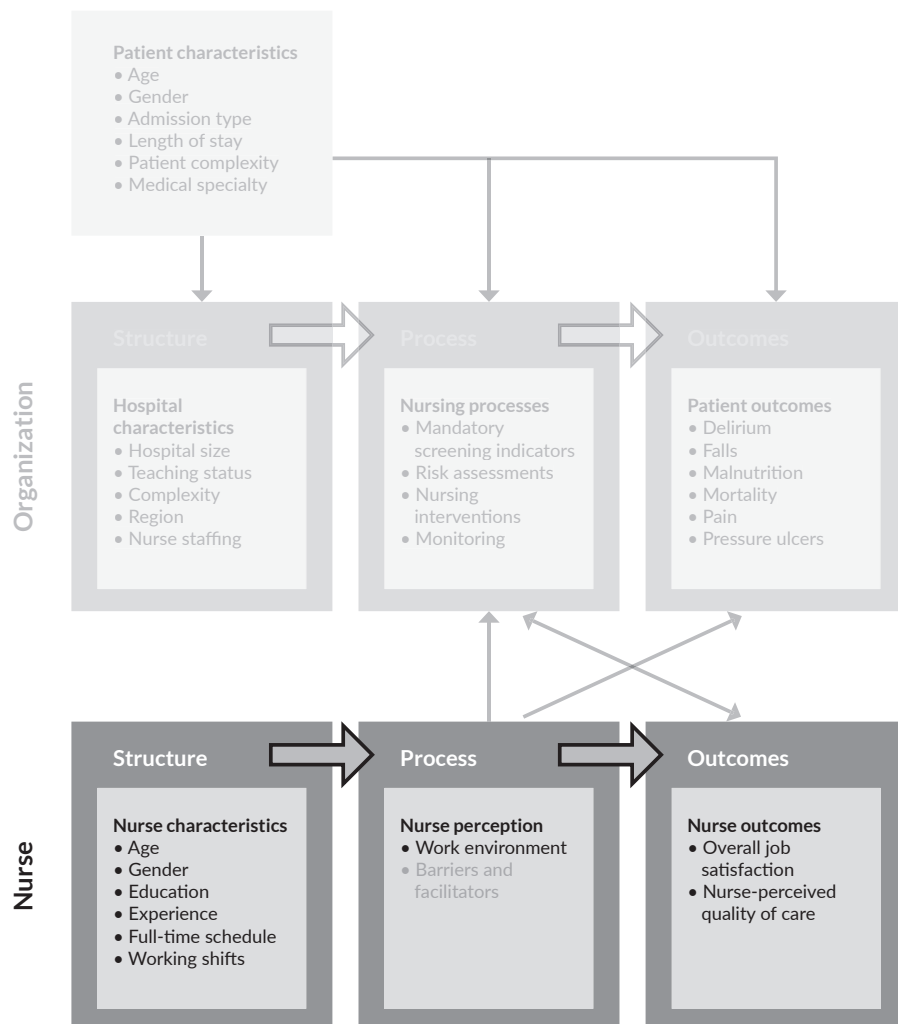 Patient characteristics
• Age
• Gender
• Admission type
• Length of stay
• Patient complexity
• Medical specialty
Organization
Structure
Hospital
characteristics
• Hospital size
• Teaching status
• Complexity
• Region
• Nurse staffing
Process
Nursing processes
• Mandatory
screening indicators
• Risk assessments
• Nursing
interventions
• Monitoring
Outcomes
Patient outcomes
• Delirium
• Falls
• Malnutrition
• Mortality
• Pain
• Pressure ulcers
Nurse
Structure
Nurse characteristics
• Age
• Gender
• Education
• Experience
• Full-time schedule
• Working shifts
Process
Nurse perception
• Work environment
• Barriers and
facilitators
Outcomes
Nurse outcomes
• Overall job
satisfaction
• Nurse-perceived
quality of care